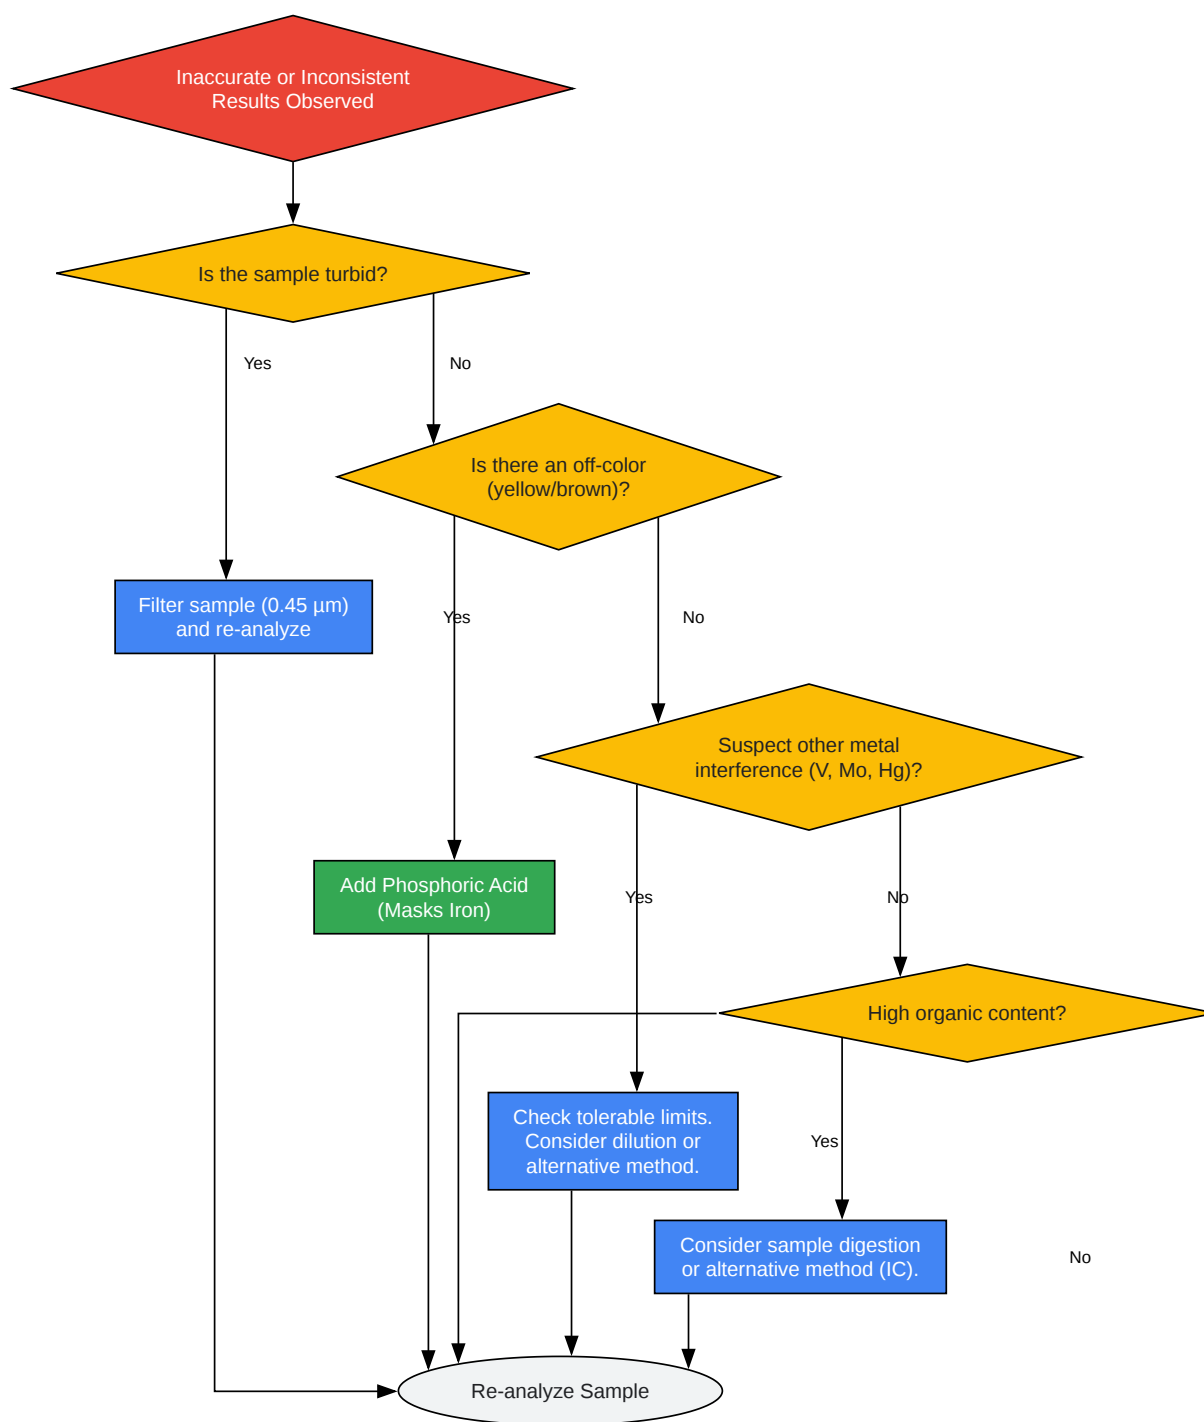 Inaccurate or Inconsistent
Results Observed
Is the sample turbid?
Yes
No
Is there an off-color
(yellow/brown)?
Filter sample (0.45 µm)
and re-analyze
Yes
No
Suspect other metal
interference (V, Mo, Hg)?
Add Phosphoric Acid
(Masks Iron)
Yes
No
High organic content?
Check tolerable limits.
Consider dilution or
alternative method.
Yes
Consider sample digestion
or alternative method (IC).
No
Re-analyze Sample